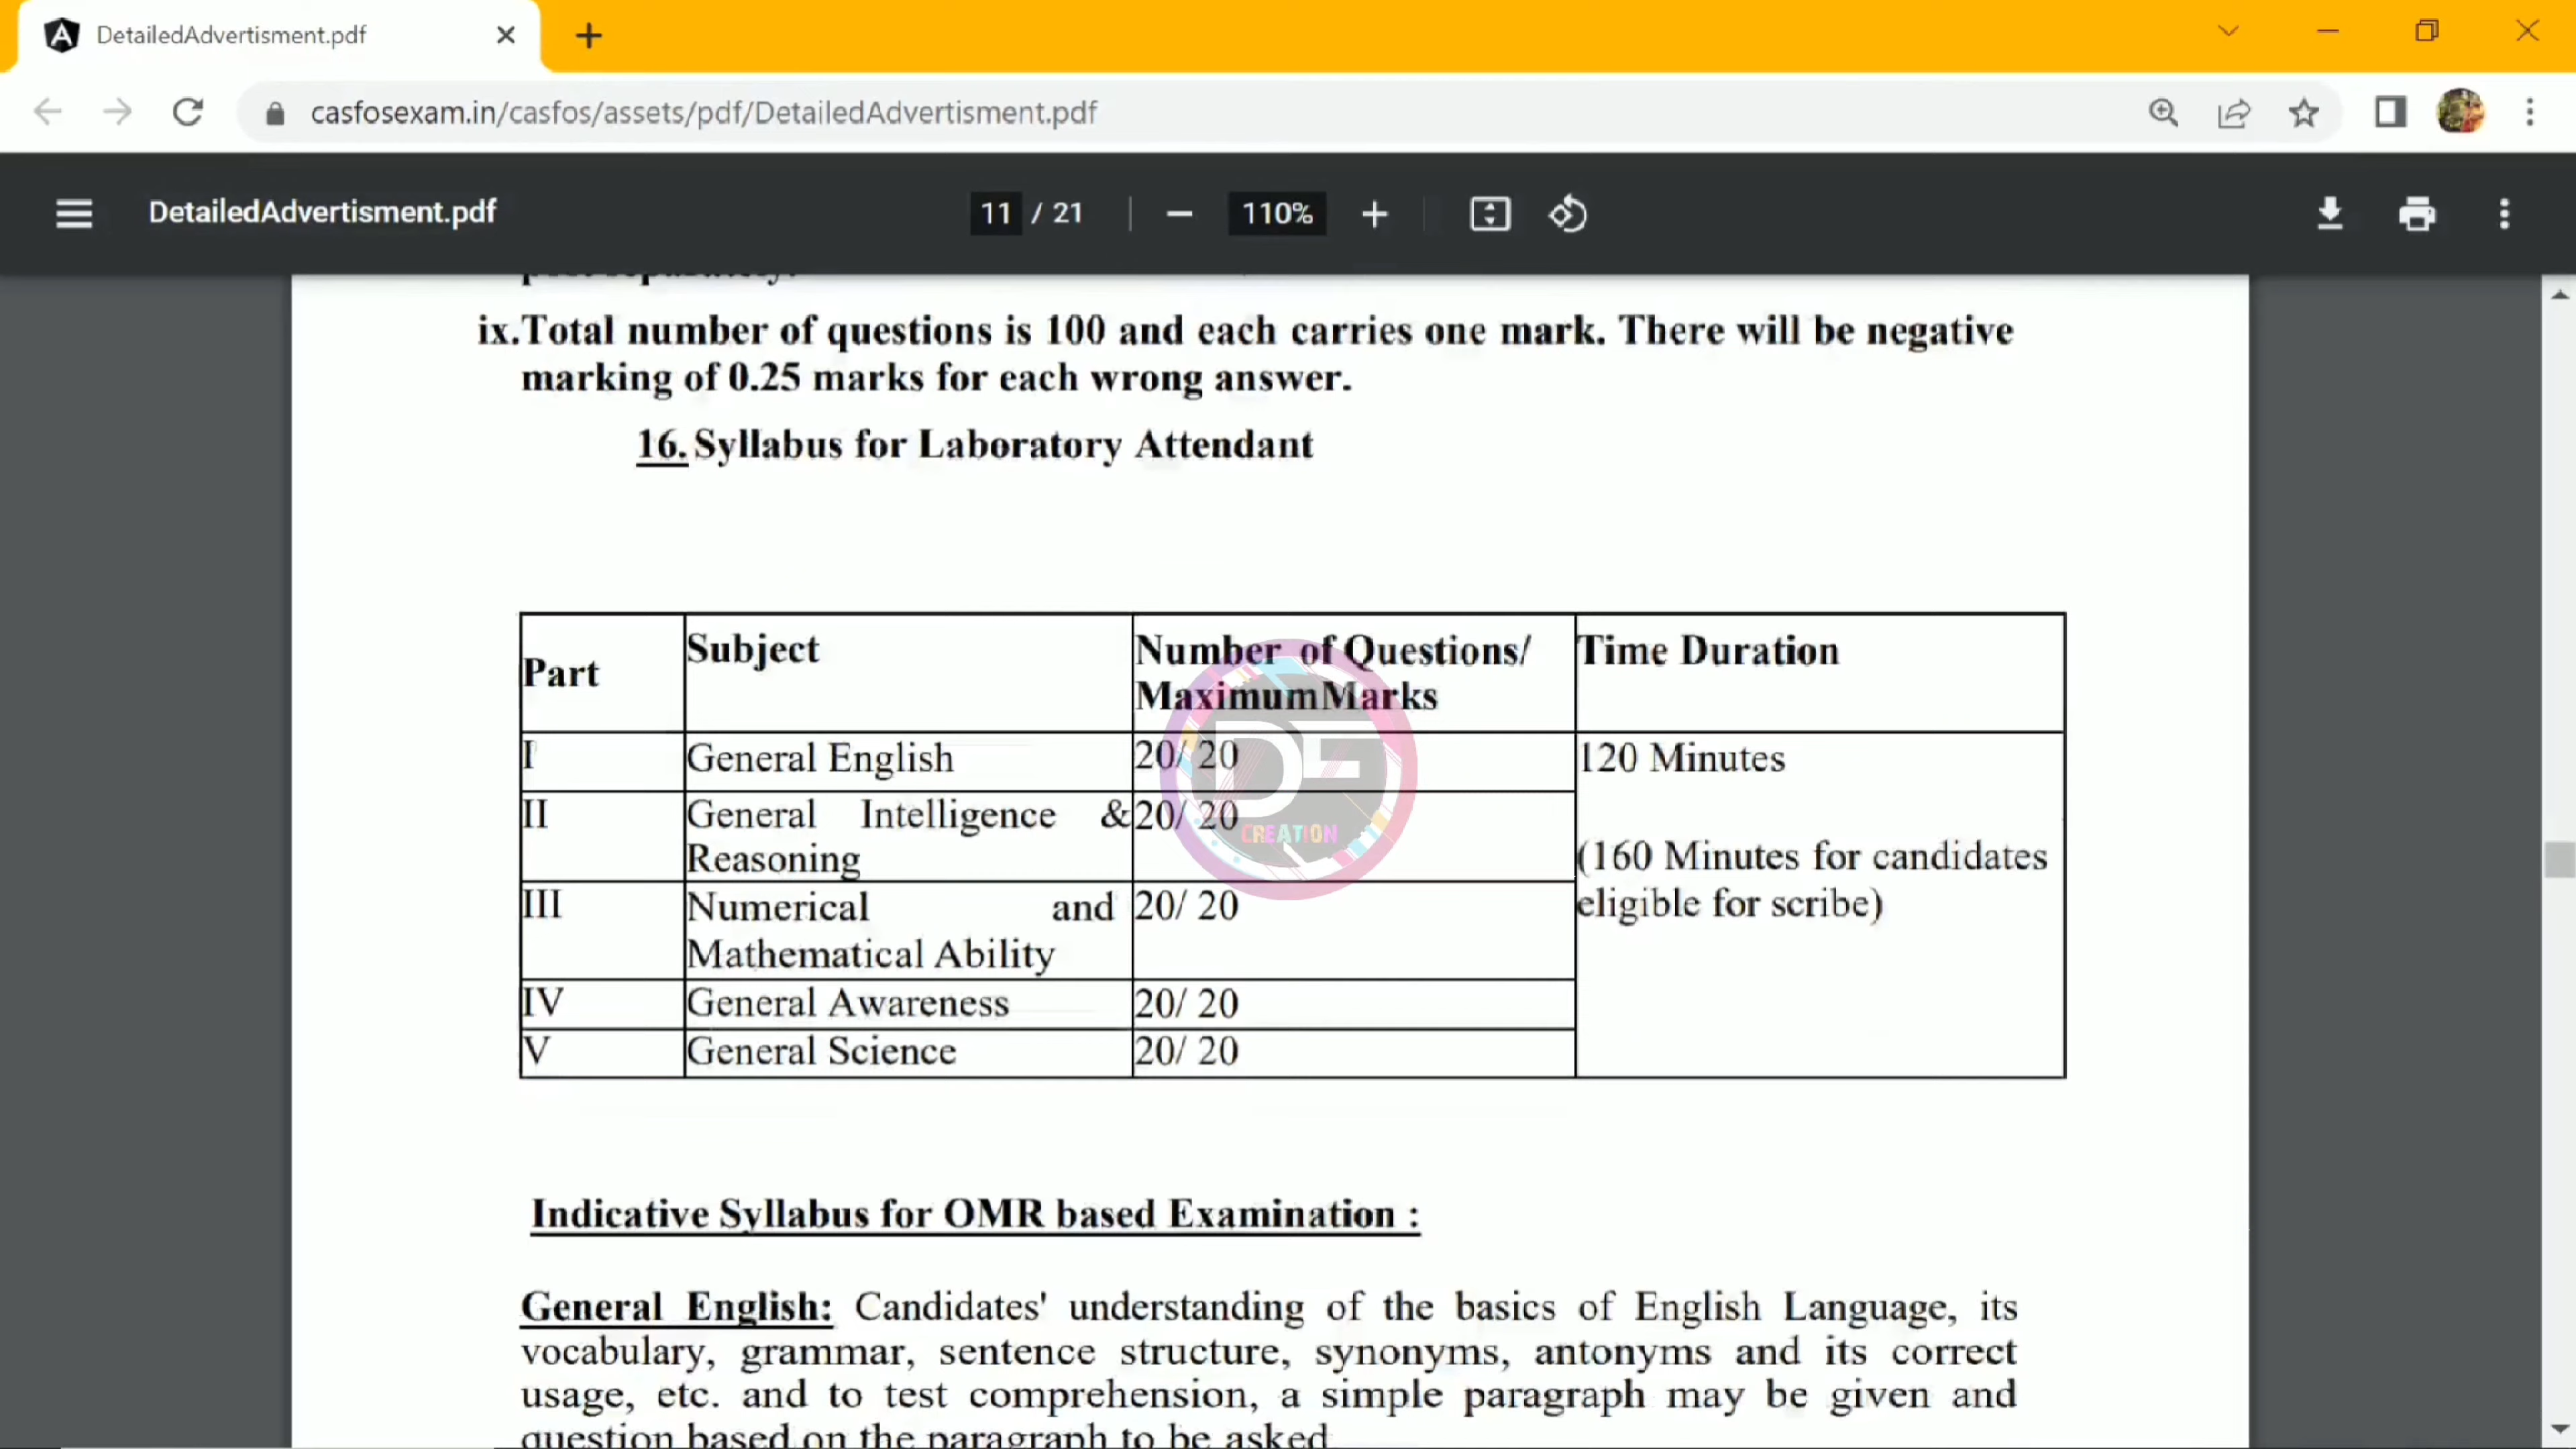 DetailedAdvertisment.pdf
casfosexam.in/casfos/assets/pdf/DetailedAdvertisment.pdf
DetailedAdvertisment.pdf
11 / 21
110%
ix.Total number of questions is 100 and each carries one mark. There will be negative
marking of 0.25 marks for each wrong answer.
16. Syllabus for Laboratory Attendant
Part Subject Number of Questions/ Time Duration
MaximumMarks
I General English 20/ 20 120 Minutes
II General Intelligence & 20/ 20
Reasoning
(160 Minutes for candidates
eligible for scribe)
III Numerical and 20/ 20
Mathematical Ability
IV General Awareness 20/ 20
V General Science 20/ 20
DF
CREATION
Indicative Syllabus for OMR based Examination :
General English: Candidates' understanding of the basics of English Language, its
vocabulary, grammar, sentence structure, synonyms, antonyms and its correct
usage, etc. and to test comprehension, a simple paragraph may be given and
question based on the paragraph to be asked